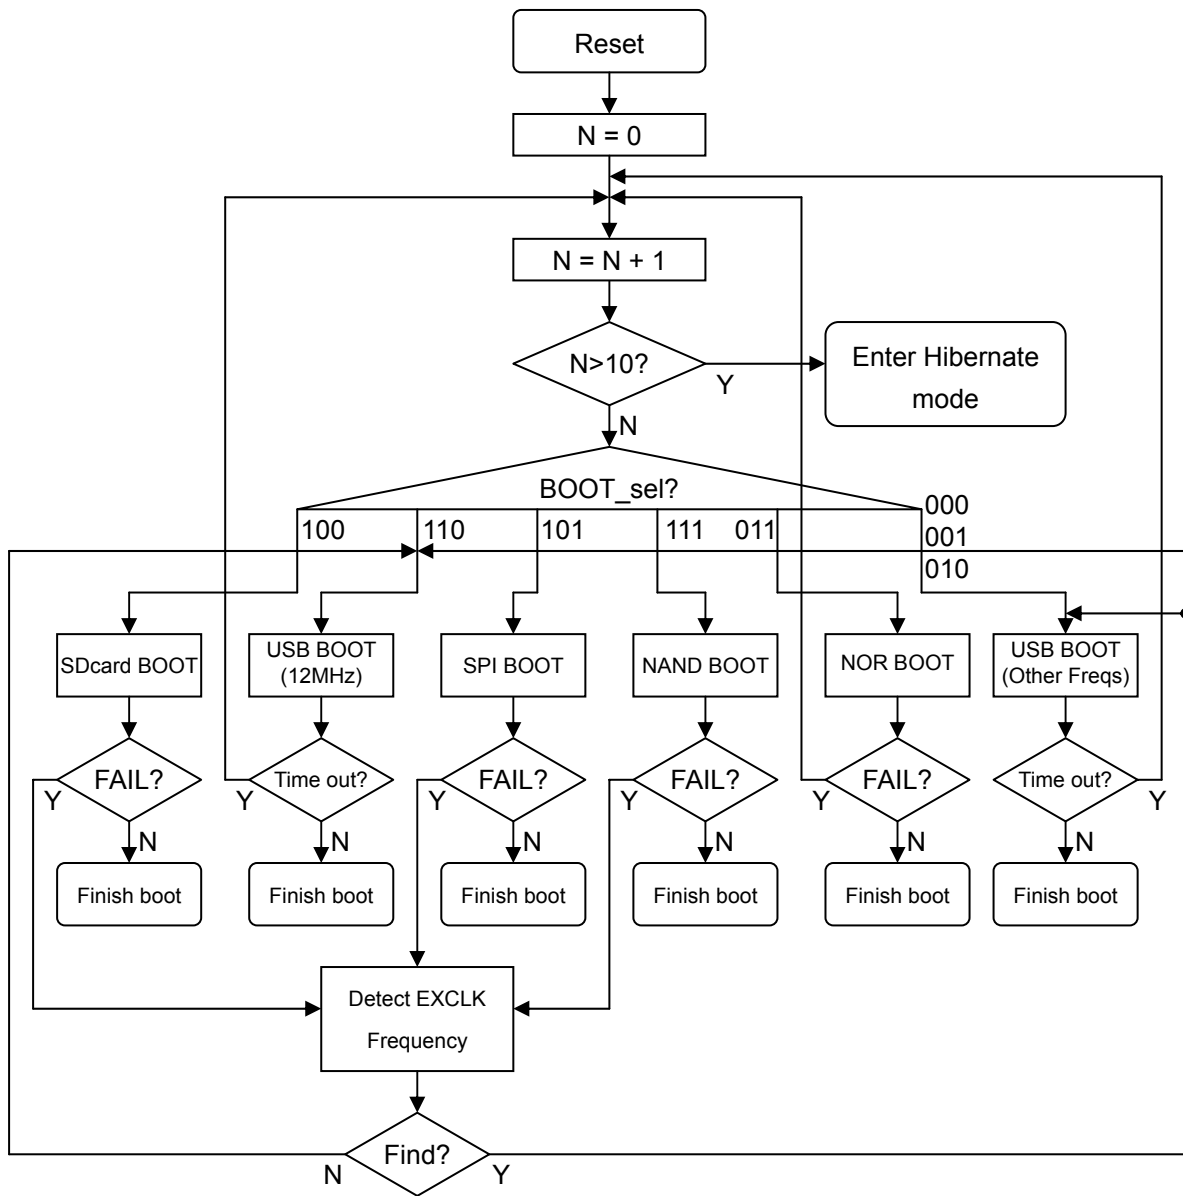 Reset
N = 0
N = N + 1
N>10?
Y
Enter Hibernate
mode
N
BOOT_sel?
100
110
101
111
011
000
001
010
SDcard BOOT
USB BOOT
(12MHz)
SPI BOOT
NAND BOOT
NOR BOOT
USB BOOT
(Other Freqs)
FAIL?
Time out?
FAIL?
FAIL?
FAIL?
Time out?
Y
Y
Y
Y
Y
Y
N
N
N
N
N
N
Finish boot
Finish boot
Finish boot
Finish boot
Finish boot
Finish boot
Detect EXCLK
Frequency
Find?
N
Y